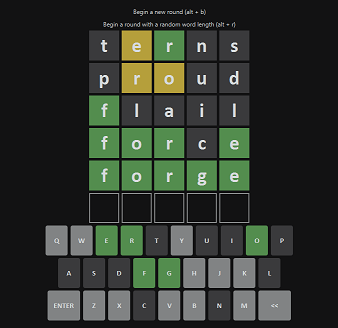 Begin a new round (alt + b)
Begin a round with a random word length (alt + r)
t e r n s
p r o u d
f l a i l
f o r c e
f o r g e
Q W E R T Y U I O P
A S D F G H J K L
ENTER Z X C V B N M <<